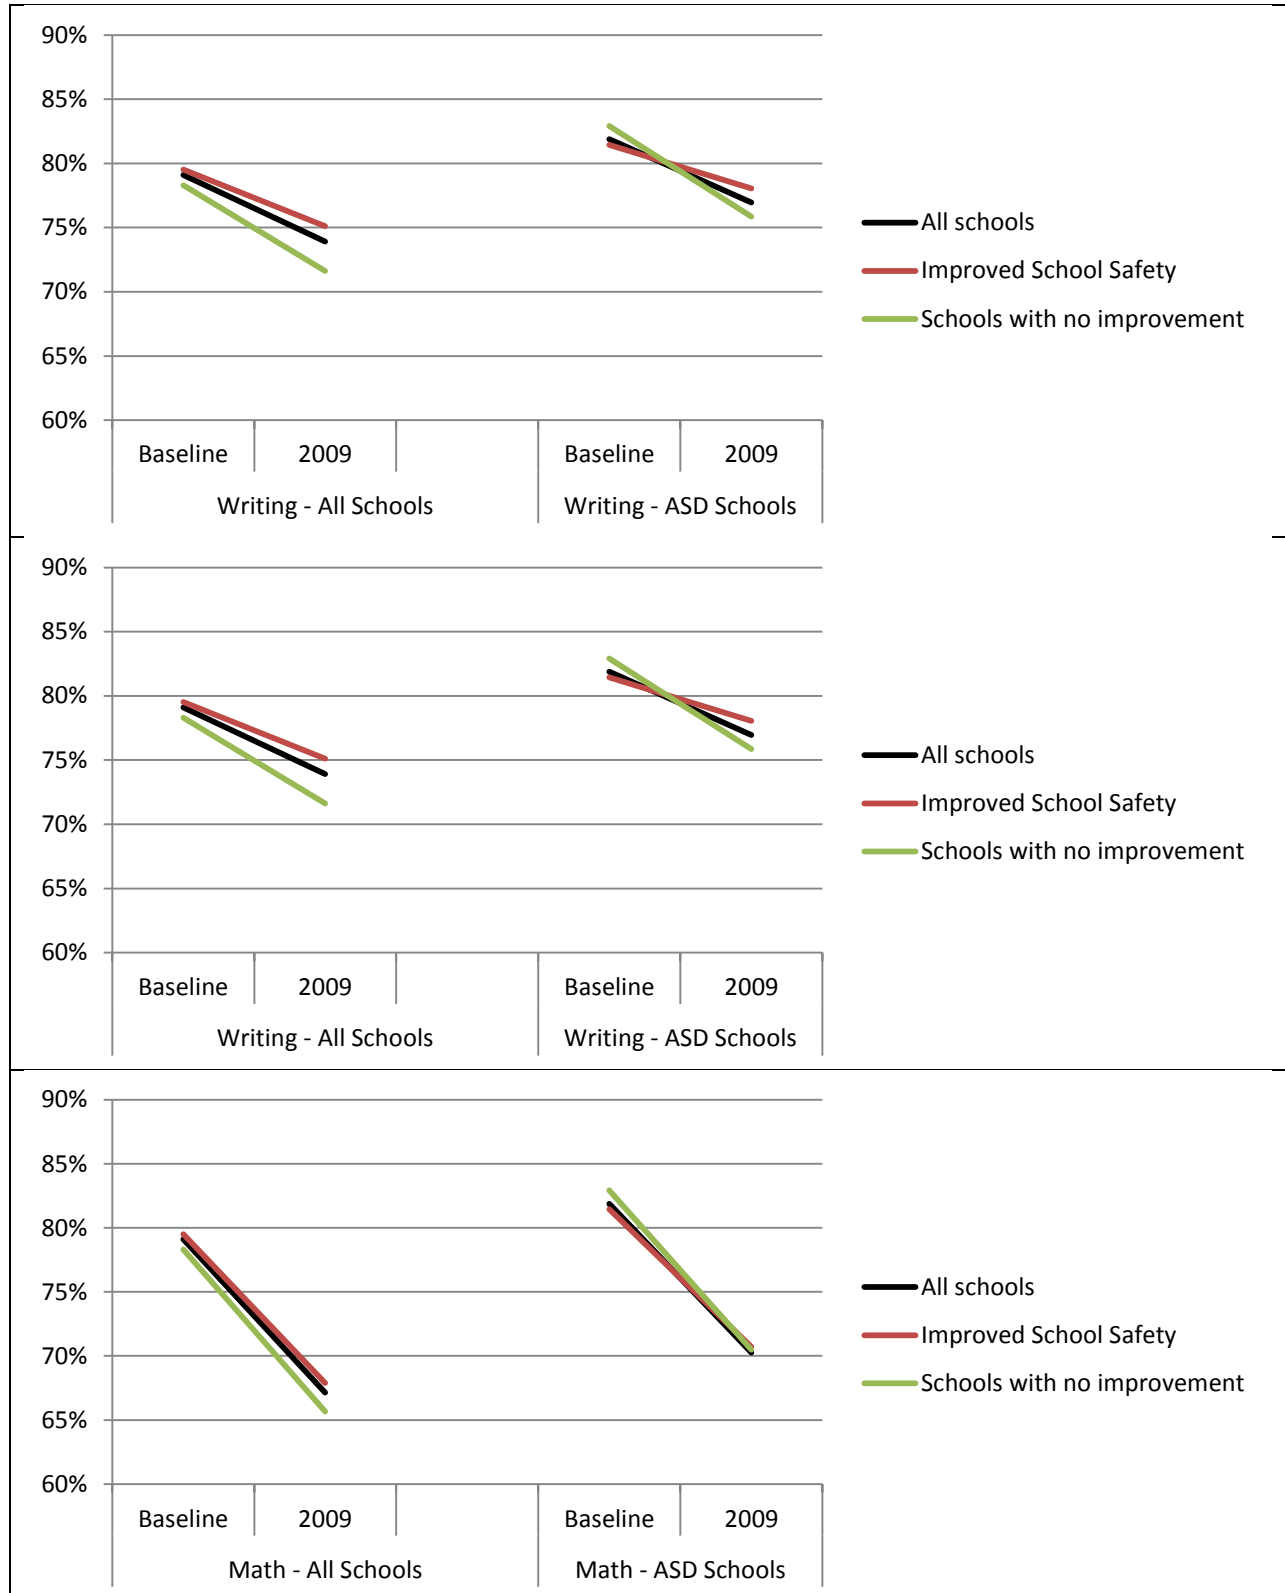 90%
85%
80%
75%
70%
65%
60%
Baseline 2009 Baseline 2009
Writing - All Schools Writing - ASD Schools
All schools
Improved School Safety
Schools with no improvement
90%
85%
80%
75%
70%
65%
60%
Baseline 2009 Baseline 2009
Writing - All Schools Writing - ASD Schools
All schools
Improved School Safety
Schools with no improvement
90%
85%
80%
75%
70%
65%
60%
Baseline 2009 Baseline 2009
Math - All Schools Math - ASD Schools
All schools
Improved School Safety
Schools with no improvement